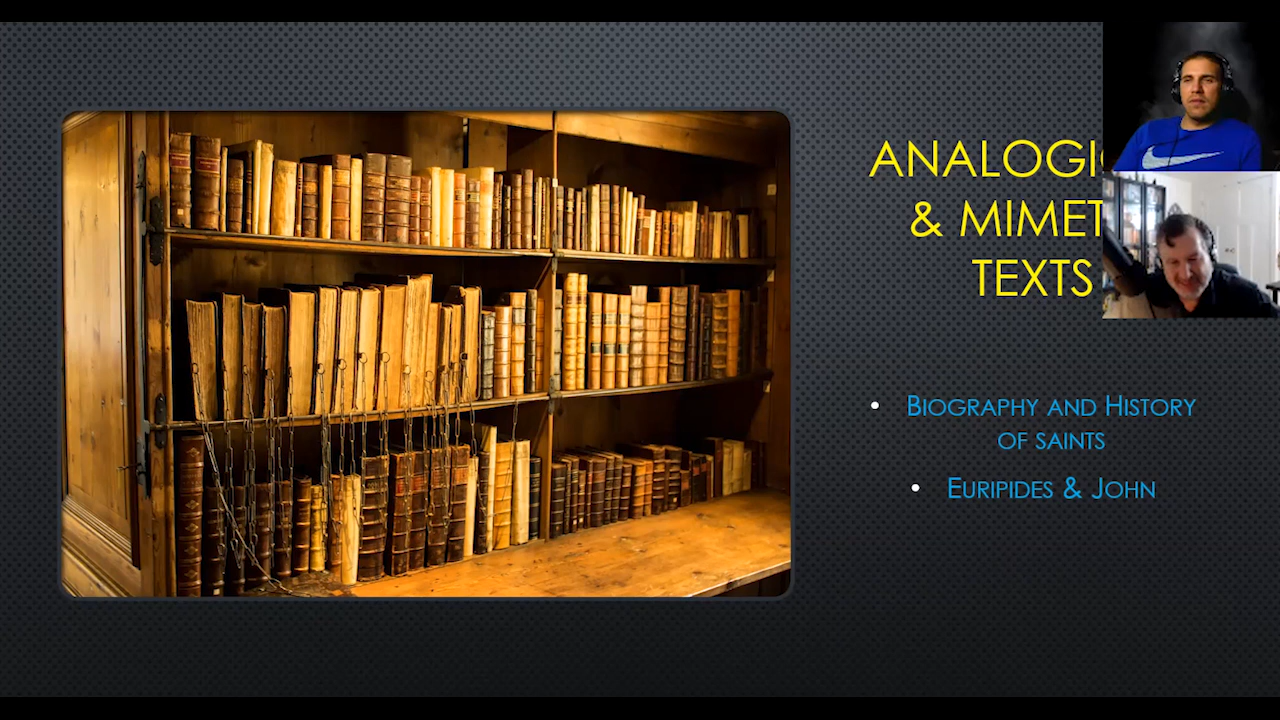 ANALOGI
& MIMET
TEXTS
• BIOGRAPHY AND HISTORY
OF SAINTS
• EURIPIDES & JOHN